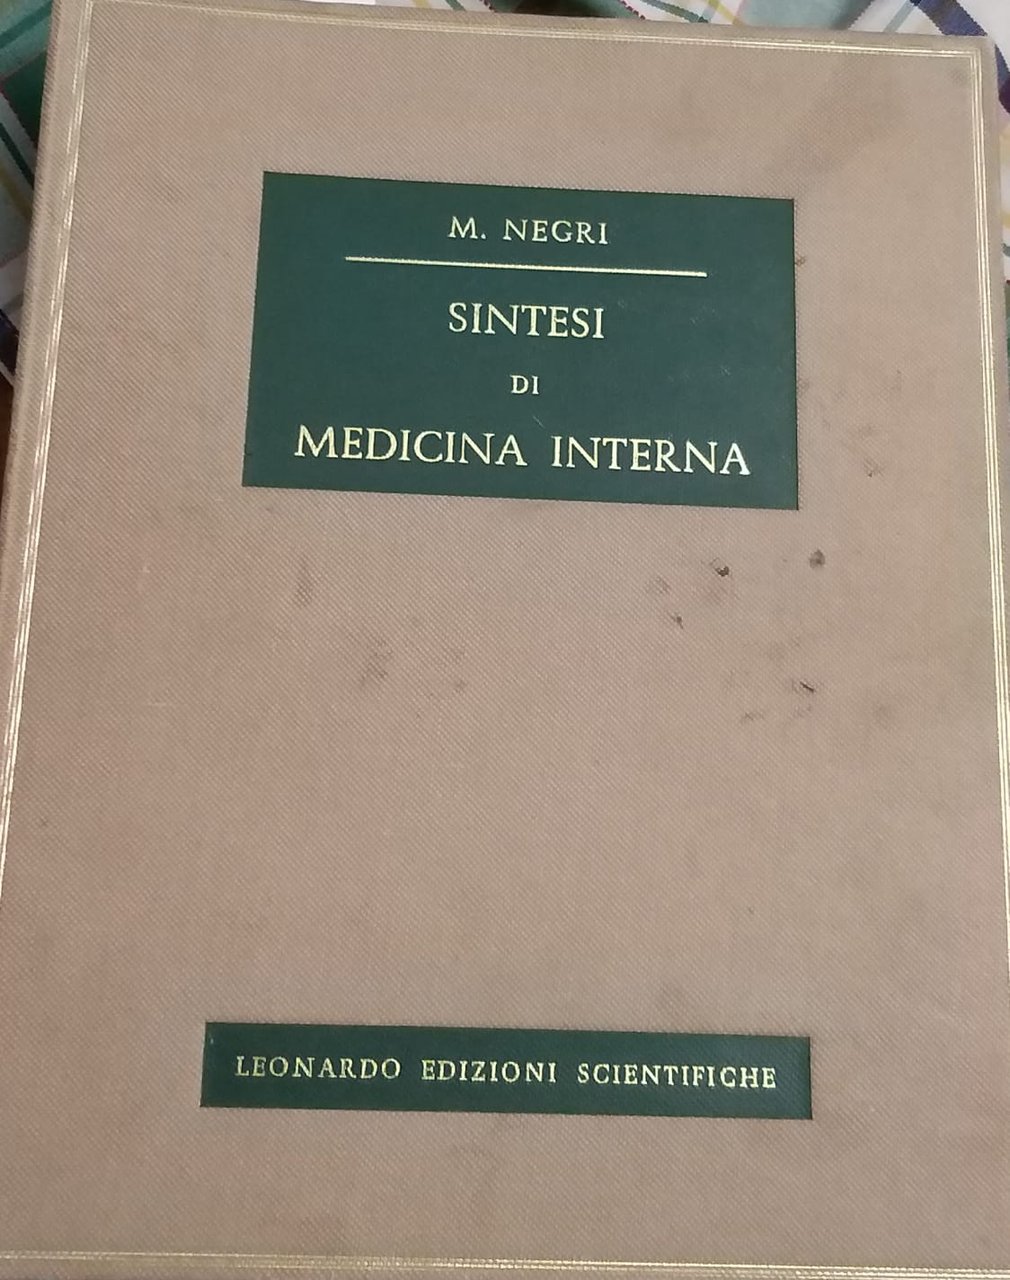 M. NEGRI
SINTESI
DI
MEDICINA INTERNA
LEONARDO EDIZIONI SCIENTIFICHE